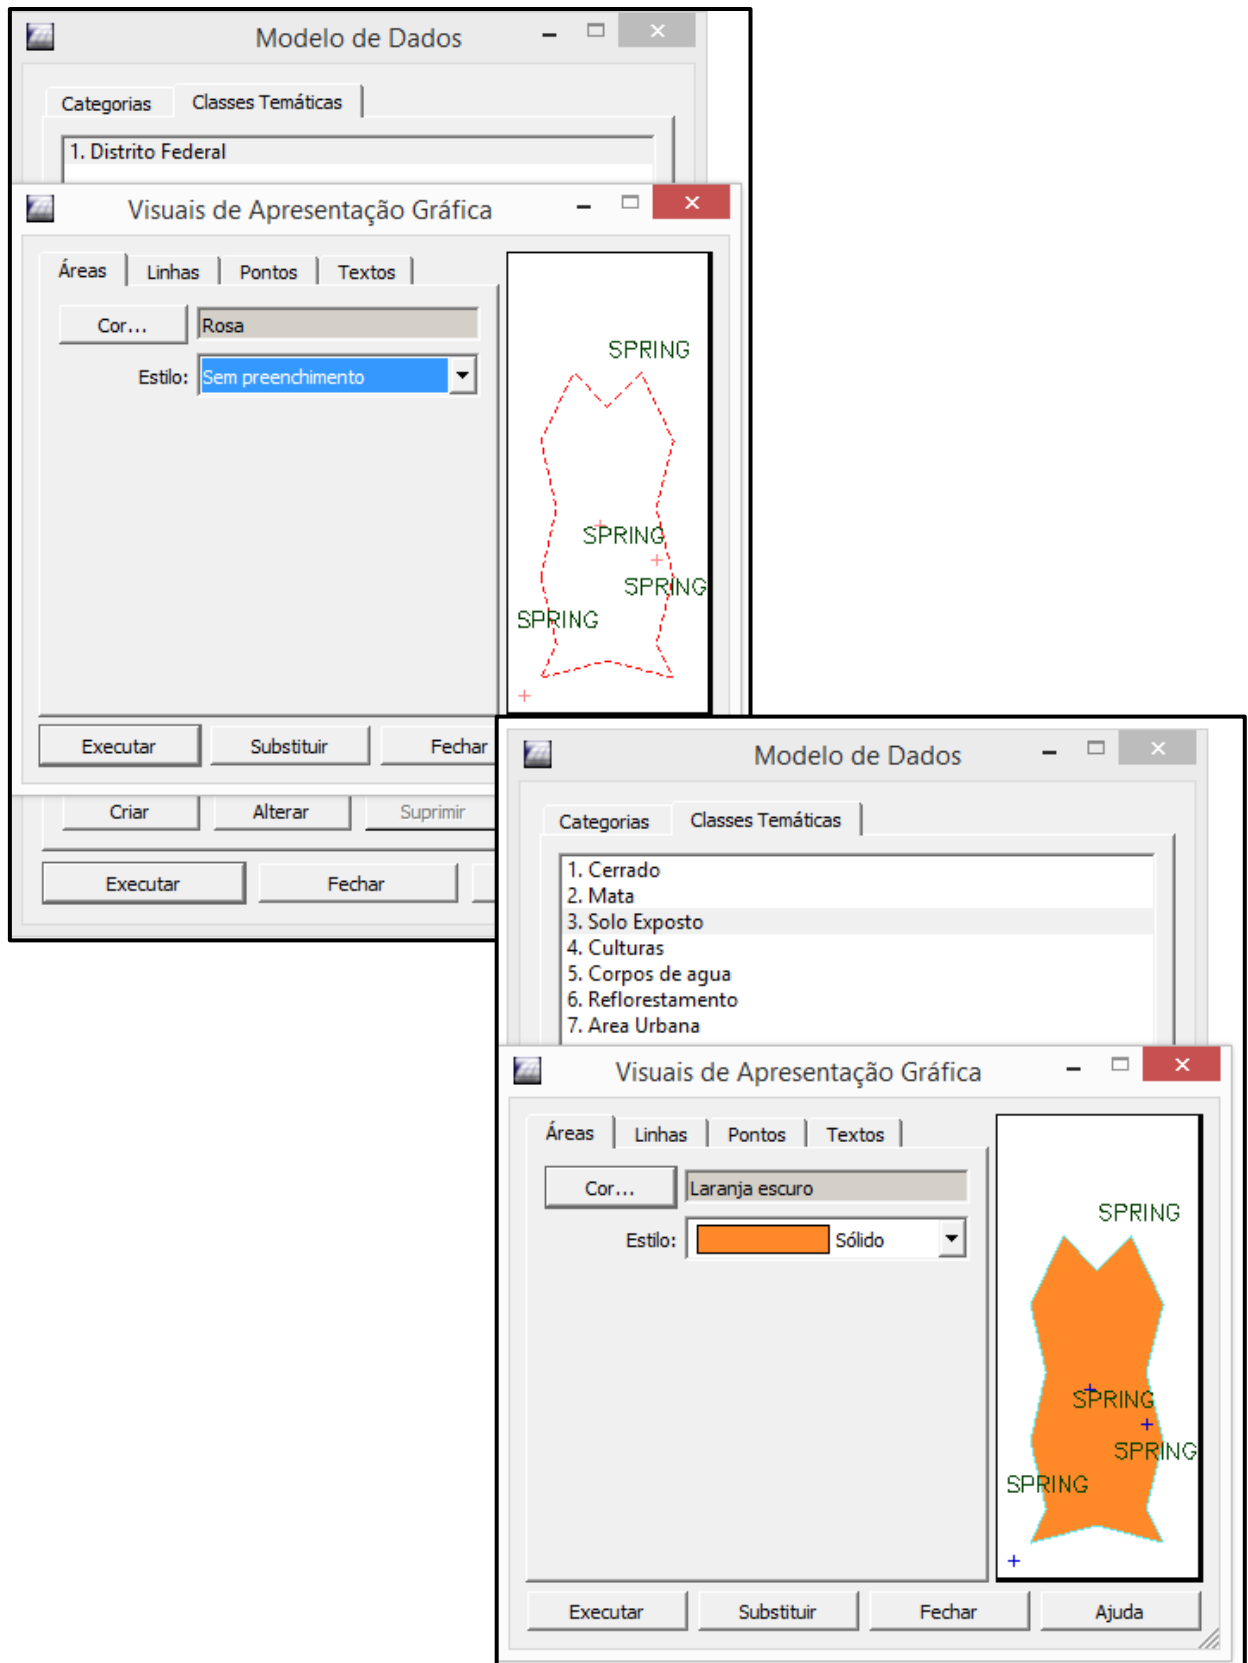 Modelo de Dados
Categorias Classes Temáticas
1. Distrito Federal
Visuais de Apresentação Gráfica
Áreas Linhas Pontos Textos
Cor... Rosa
Estilo: Sem preenchimento
SPRING
SPRING
SPRING
SPRING
Executar Substituir Fechar
Criar Alterar Suprimir
Executar Fechar
Modelo de Dados
Categorias Classes Temáticas
1. Cerrado
2. Mata
3. Solo Exposto
4. Culturas
5. Corpos de agua
6. Reflorestamento
7. Area Urbana
Visuais de Apresentação Gráfica
Áreas Linhas Pontos Textos
Cor... Laranja escuro
Estilo: Sólido
SPRING
SPRING
SPRING
SPRING
Executar Substituir Fechar Ajuda